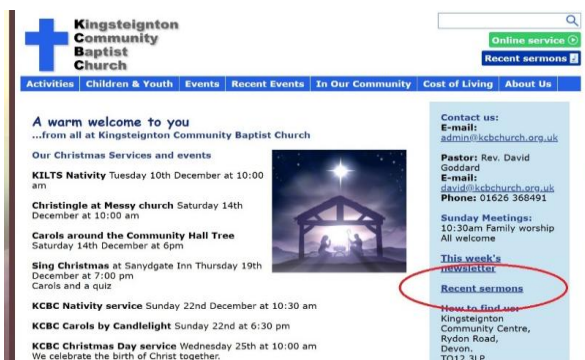 Kingsteignton
Community
Baptist
Church
Online service
Recent sermons
Activities Children & Youth Events Recent Events In Our Community Cost of Living About Us
A warm welcome to you
...from all at Kingsteignton Community Baptist Church
Our Christmas Services and events
KILTS Nativity Tuesday 10th December at 10:00
am
Christingle at Messy church Saturday 14th
December at 10:00 am
Carols around the Community Hall Tree
Saturday 14th December at 6pm
Sing Christmas at Sanydgate Inn Thursday 19th
December at 7:00 pm
Carols and a quiz
KCBC Nativity service Sunday 22nd December at 10:30 am
KCBC Carols by Candlelight Sunday 22nd at 6:30 pm
KCBC Christmas Day service Wednesday 25th at 10:00 am
We celebrate the birth of Christ together.
Contact us:
E-mail:
admin@kcbchurch.org.uk
Pastor: Rev. David
Goddard
E-mail:
david@kcbchurch.org.uk
Phone: 01626 368491
Sunday Meetings:
10:30am Family worship
All welcome
This week's
newsletter
Recent sermons
How to find us:
Kingsteignton
Community Centre,
Rydon Road,
Devon.
TQ12 3LP